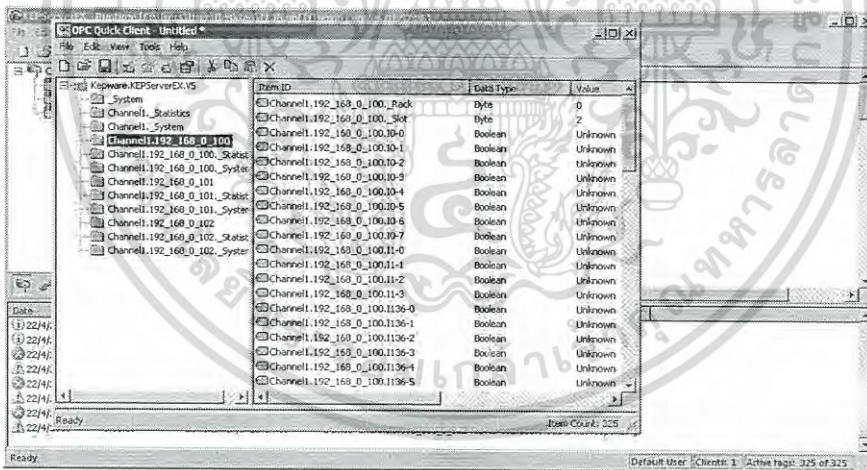 OPC Quick Client - Untitled *
File Edit View Tools Help
Kepware.KEPServerEX.V5
_System
Channel1._Statistics
Channel1._System
Channel1.192_168_0_100
Channel1.192_168_0_100._Statist
Channel1.192_168_0_100._Syster
Channel1.192_168_0_101
Channel1.192_168_0_101._Statist
Channel1.192_168_0_101._Syster
Channel1.192_168_0_102
Channel1.192_168_0_102._Statist
Channel1.192_168_0_102._Syster
Item ID Data Type Value
Channel1.192_168_0_100._Rack Byte 0
Channel1.192_168_0_100._Slot Byte 2
Channel1.192_168_0_100.I0-0 Boolean Unknown
Channel1.192_168_0_100.I0-1 Boolean Unknown
Channel1.192_168_0_100.I0-2 Boolean Unknown
Channel1.192_168_0_100.I0-3 Boolean Unknown
Channel1.192_168_0_100.I0-4 Boolean Unknown
Channel1.192_168_0_100.I0-5 Boolean Unknown
Channel1.192_168_0_100.I0-6 Boolean Unknown
Channel1.192_168_0_100.I0-7 Boolean Unknown
Channel1.192_168_0_100.I1-0 Boolean Unknown
Channel1.192_168_0_100.I1-1 Boolean Unknown
Channel1.192_168_0_100.I1-2 Boolean Unknown
Channel1.192_168_0_100.I1-3 Boolean Unknown
Channel1.192_168_0_100.I136-0 Boolean Unknown
Channel1.192_168_0_100.I136-1 Boolean Unknown
Channel1.192_168_0_100.I136-2 Boolean Unknown
Channel1.192_168_0_100.I136-3 Boolean Unknown
Channel1.192_168_0_100.I136-4 Boolean Unknown
Channel1.192_168_0_100.I136-5 Boolean Unknown
Ready Item Count: 325
Date
22/4/
22/4/
22/4/
22/4/
22/4/
22/4/
22/4/
22/4/
Ready Default User Clients: 1 Active tags: 325 of 325